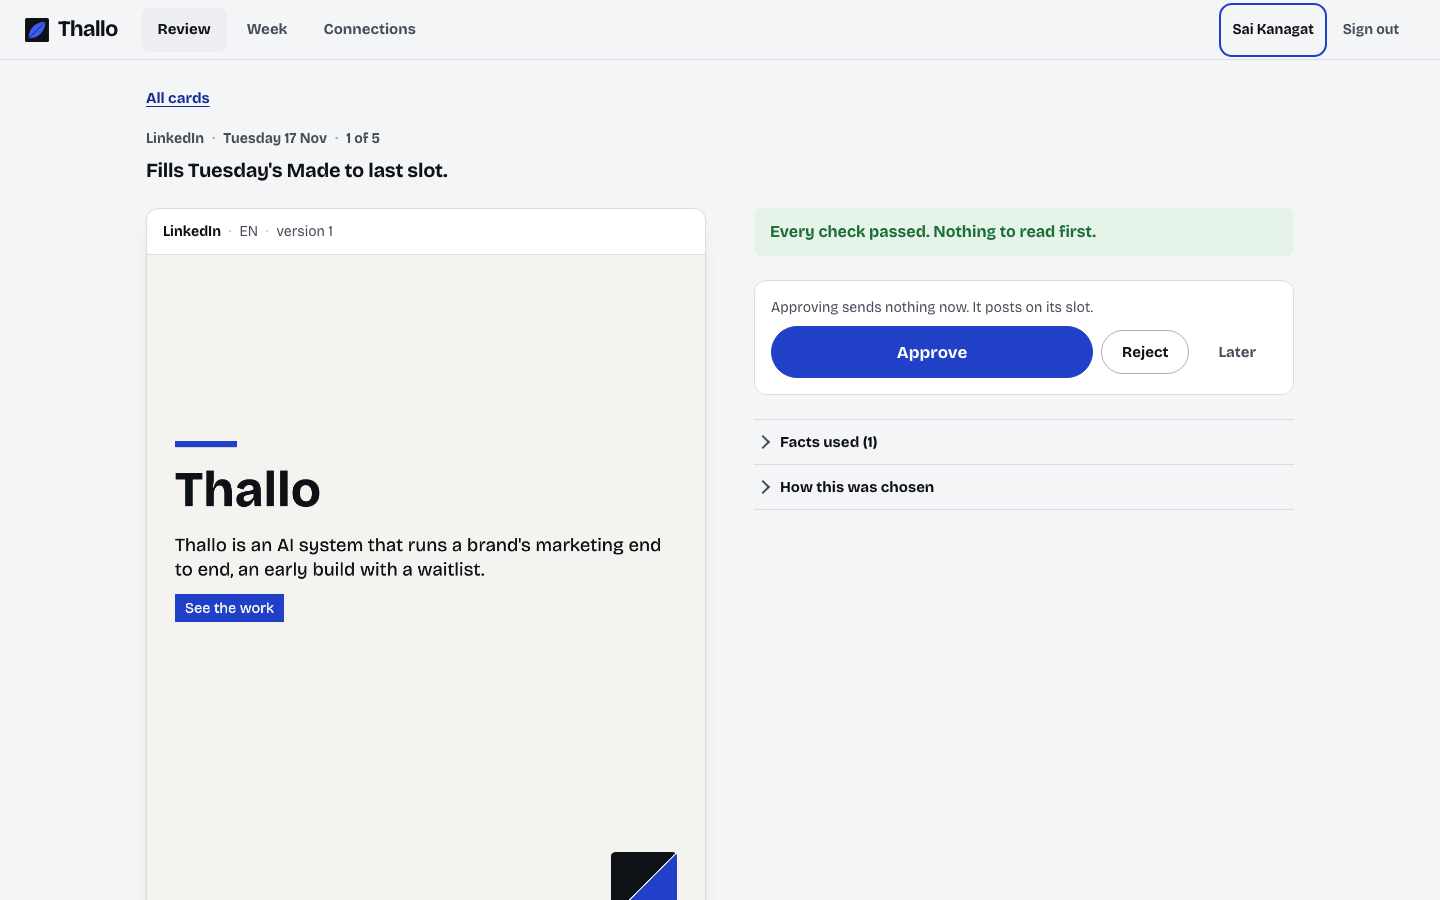 Thallo
Review
Week
Connections
Sai Kanagat
Sign out
All cards
LinkedIn · Tuesday 17 Nov · 1 of 5
Fills Tuesday's Made to last slot.
LinkedIn · EN · version 1
Thallo
Thallo is an AI system that runs a brand's marketing end
to end, an early build with a waitlist.
See the work
Every check passed. Nothing to read first.
Approving sends nothing now. It posts on its slot.
Approve
Reject
Later
Facts used (1)
How this was chosen